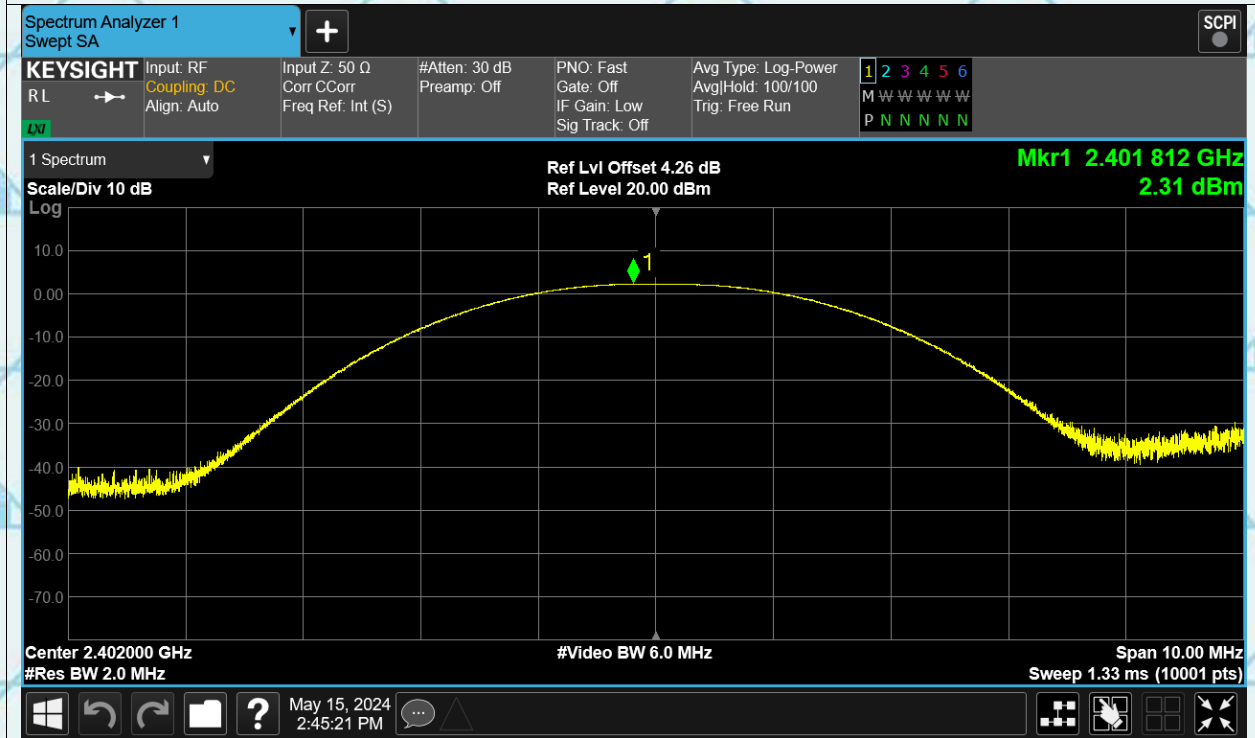 Spectrum Analyzer 1
Swept SA
+
SCPI
KEYSIGHT
R L
LXI
Input: RF
Coupling: DC
Align: Auto
Input Z: 50 Ω
Corr CCorr
Freq Ref: Int (S)
#Atten: 30 dB
Preamp: Off
PNO: Fast
Gate: Off
IF Gain: Low
Sig Track: Off
Avg Type: Log-Power
Avg|Hold: 100/100
Trig: Free Run
1 2 3 4 5 6
M W W W W W
P N N N N N
1 Spectrum
Scale/Div 10 dB
Log
Ref Lvl Offset 4.26 dB
Ref Level 20.00 dBm
Mkr1 2.401 812 GHz
2.31 dBm
1
10.0
0.00
-10.0
-20.0
-30.0
-40.0
-50.0
-60.0
-70.0
Center 2.402000 GHz
#Video BW 6.0 MHz
Span 10.00 MHz
#Res BW 2.0 MHz
Sweep 1.33 ms (10001 pts)
?
May 15, 2024
2:45:21 PM